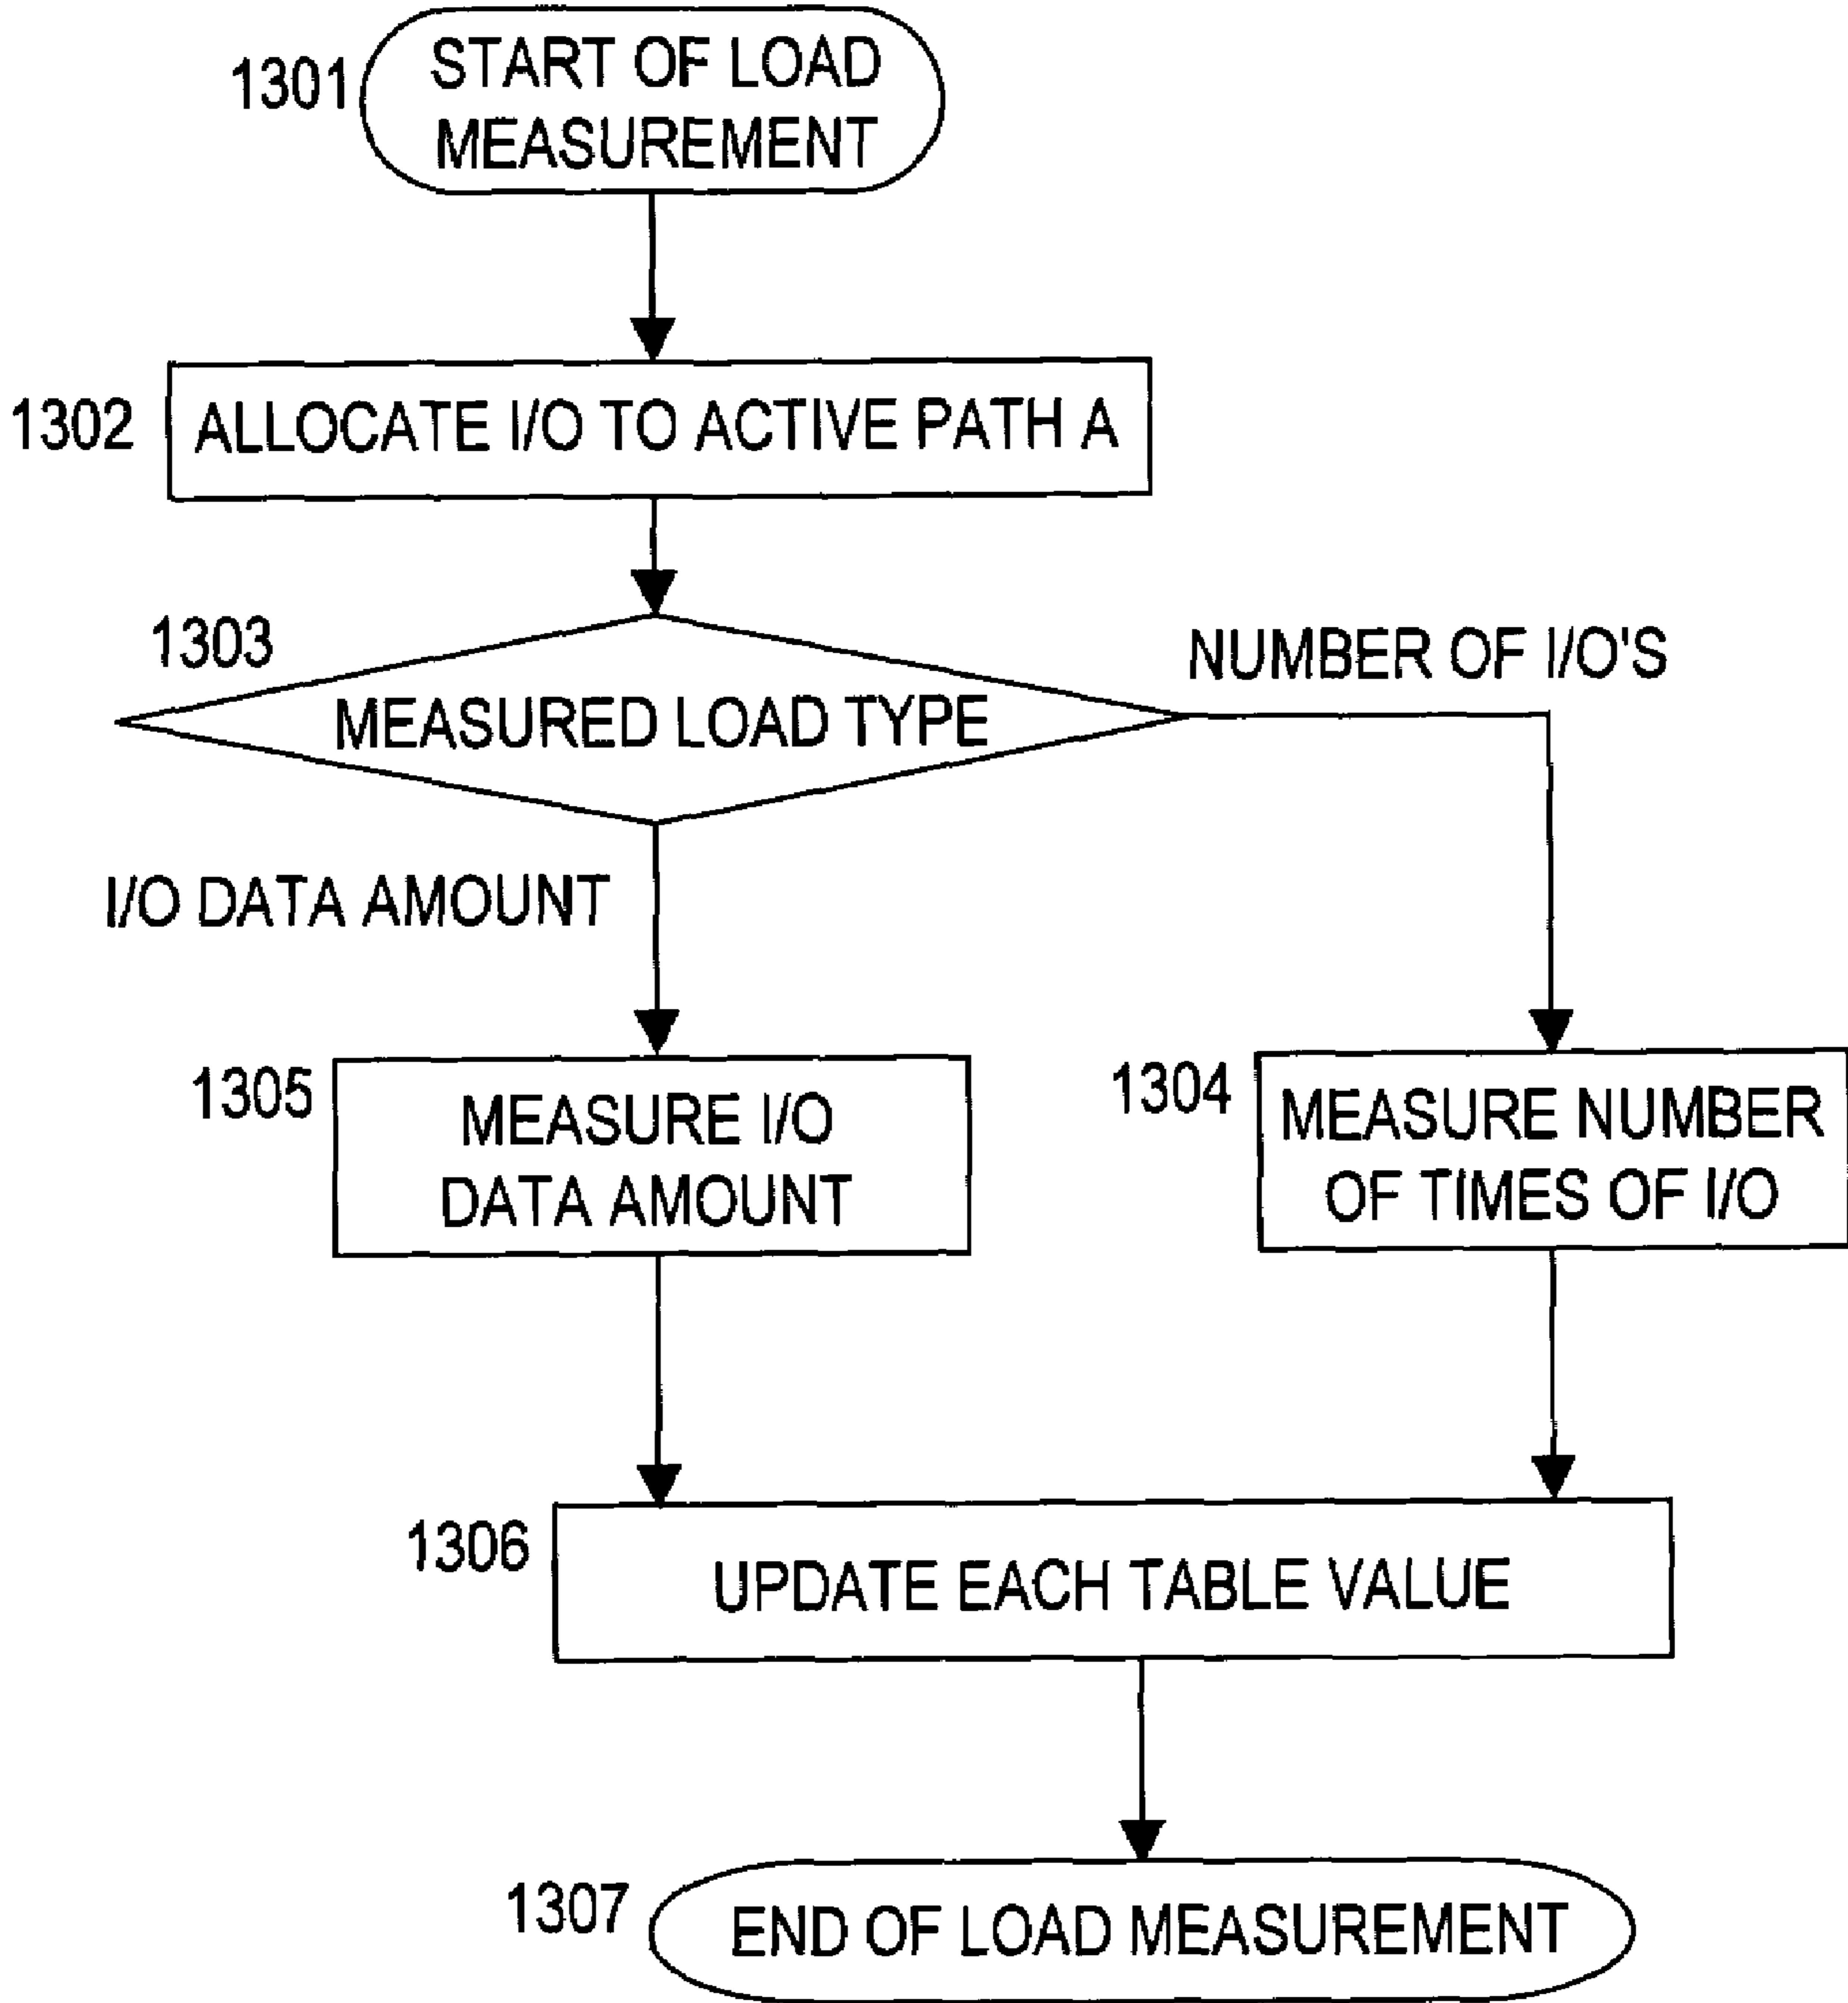 1301
START OF LOAD
MEASUREMENT
1302
ALLOCATE I/O TO ACTIVE PATH A
1303
MEASURED LOAD TYPE
NUMBER OF I/O'S
I/O DATA AMOUNT
1305
MEASURE I/O
DATA AMOUNT
1304
MEASURE NUMBER
OF TIMES OF I/O
1306
UPDATE EACH TABLE VALUE
1307
END OF LOAD MEASUREMENT